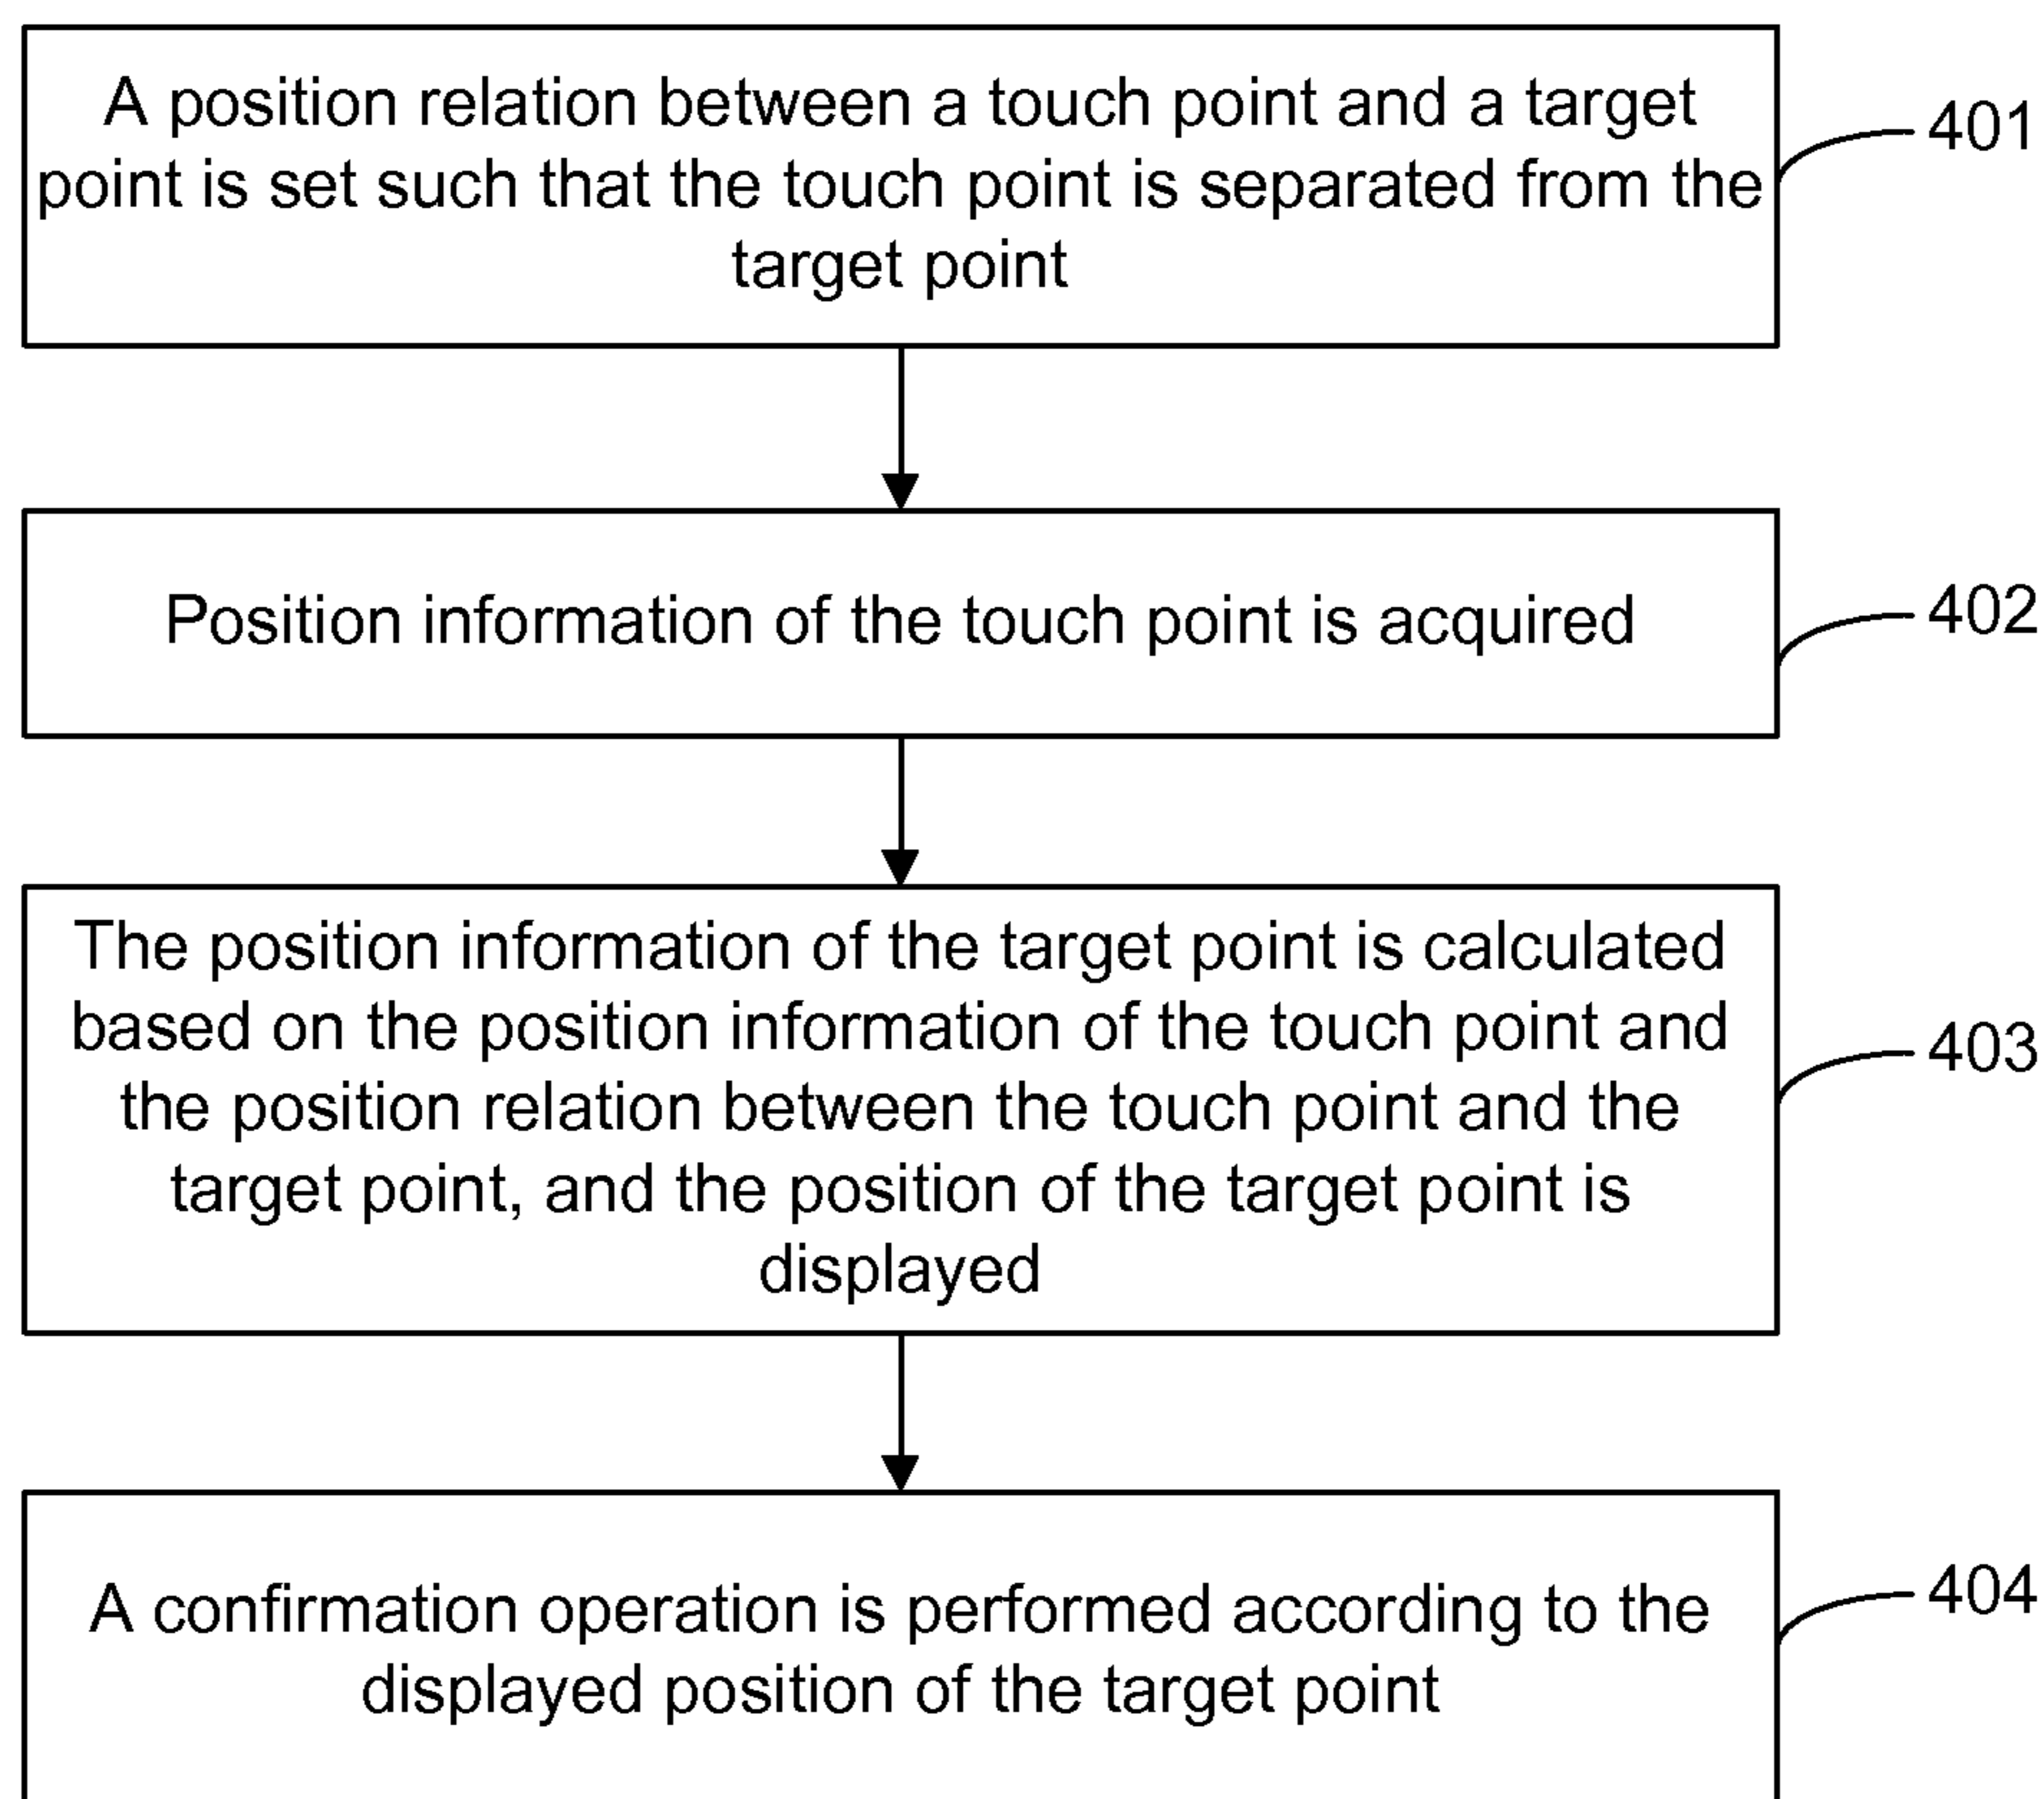 A position relation between a touch point and a target
point is set such that the touch point is separated from the
target point
401
Position information of the touch point is acquired
402
The position information of the target point is calculated
based on the position information of the touch point and
the position relation between the touch point and the
target point, and the position of the target point is
displayed
403
A confirmation operation is performed according to the
displayed position of the target point
404